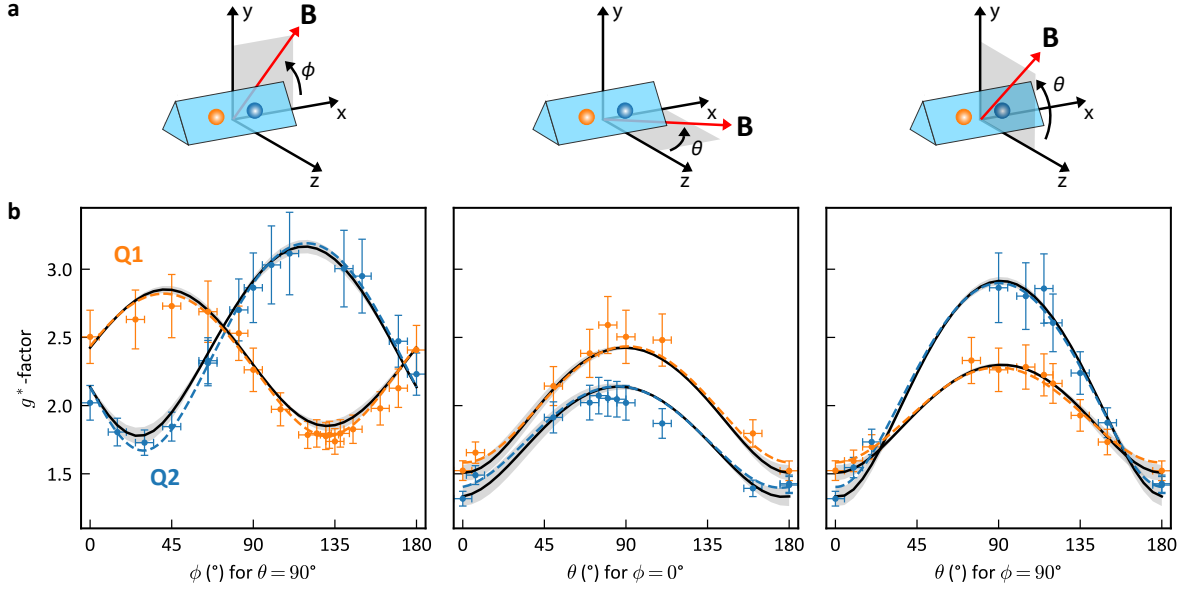 a
y
B
ϕ
x
z
y
x
B
θ
z
y
B
θ
x
z
b
g*-factor
3.0
2.5
2.0
1.5
Q1
Q2
0 45 90 135 180
ϕ (°) for θ = 90°
0 45 90 135 180
θ (°) for ϕ = 0°
0 45 90 135 180
θ (°) for ϕ = 90°